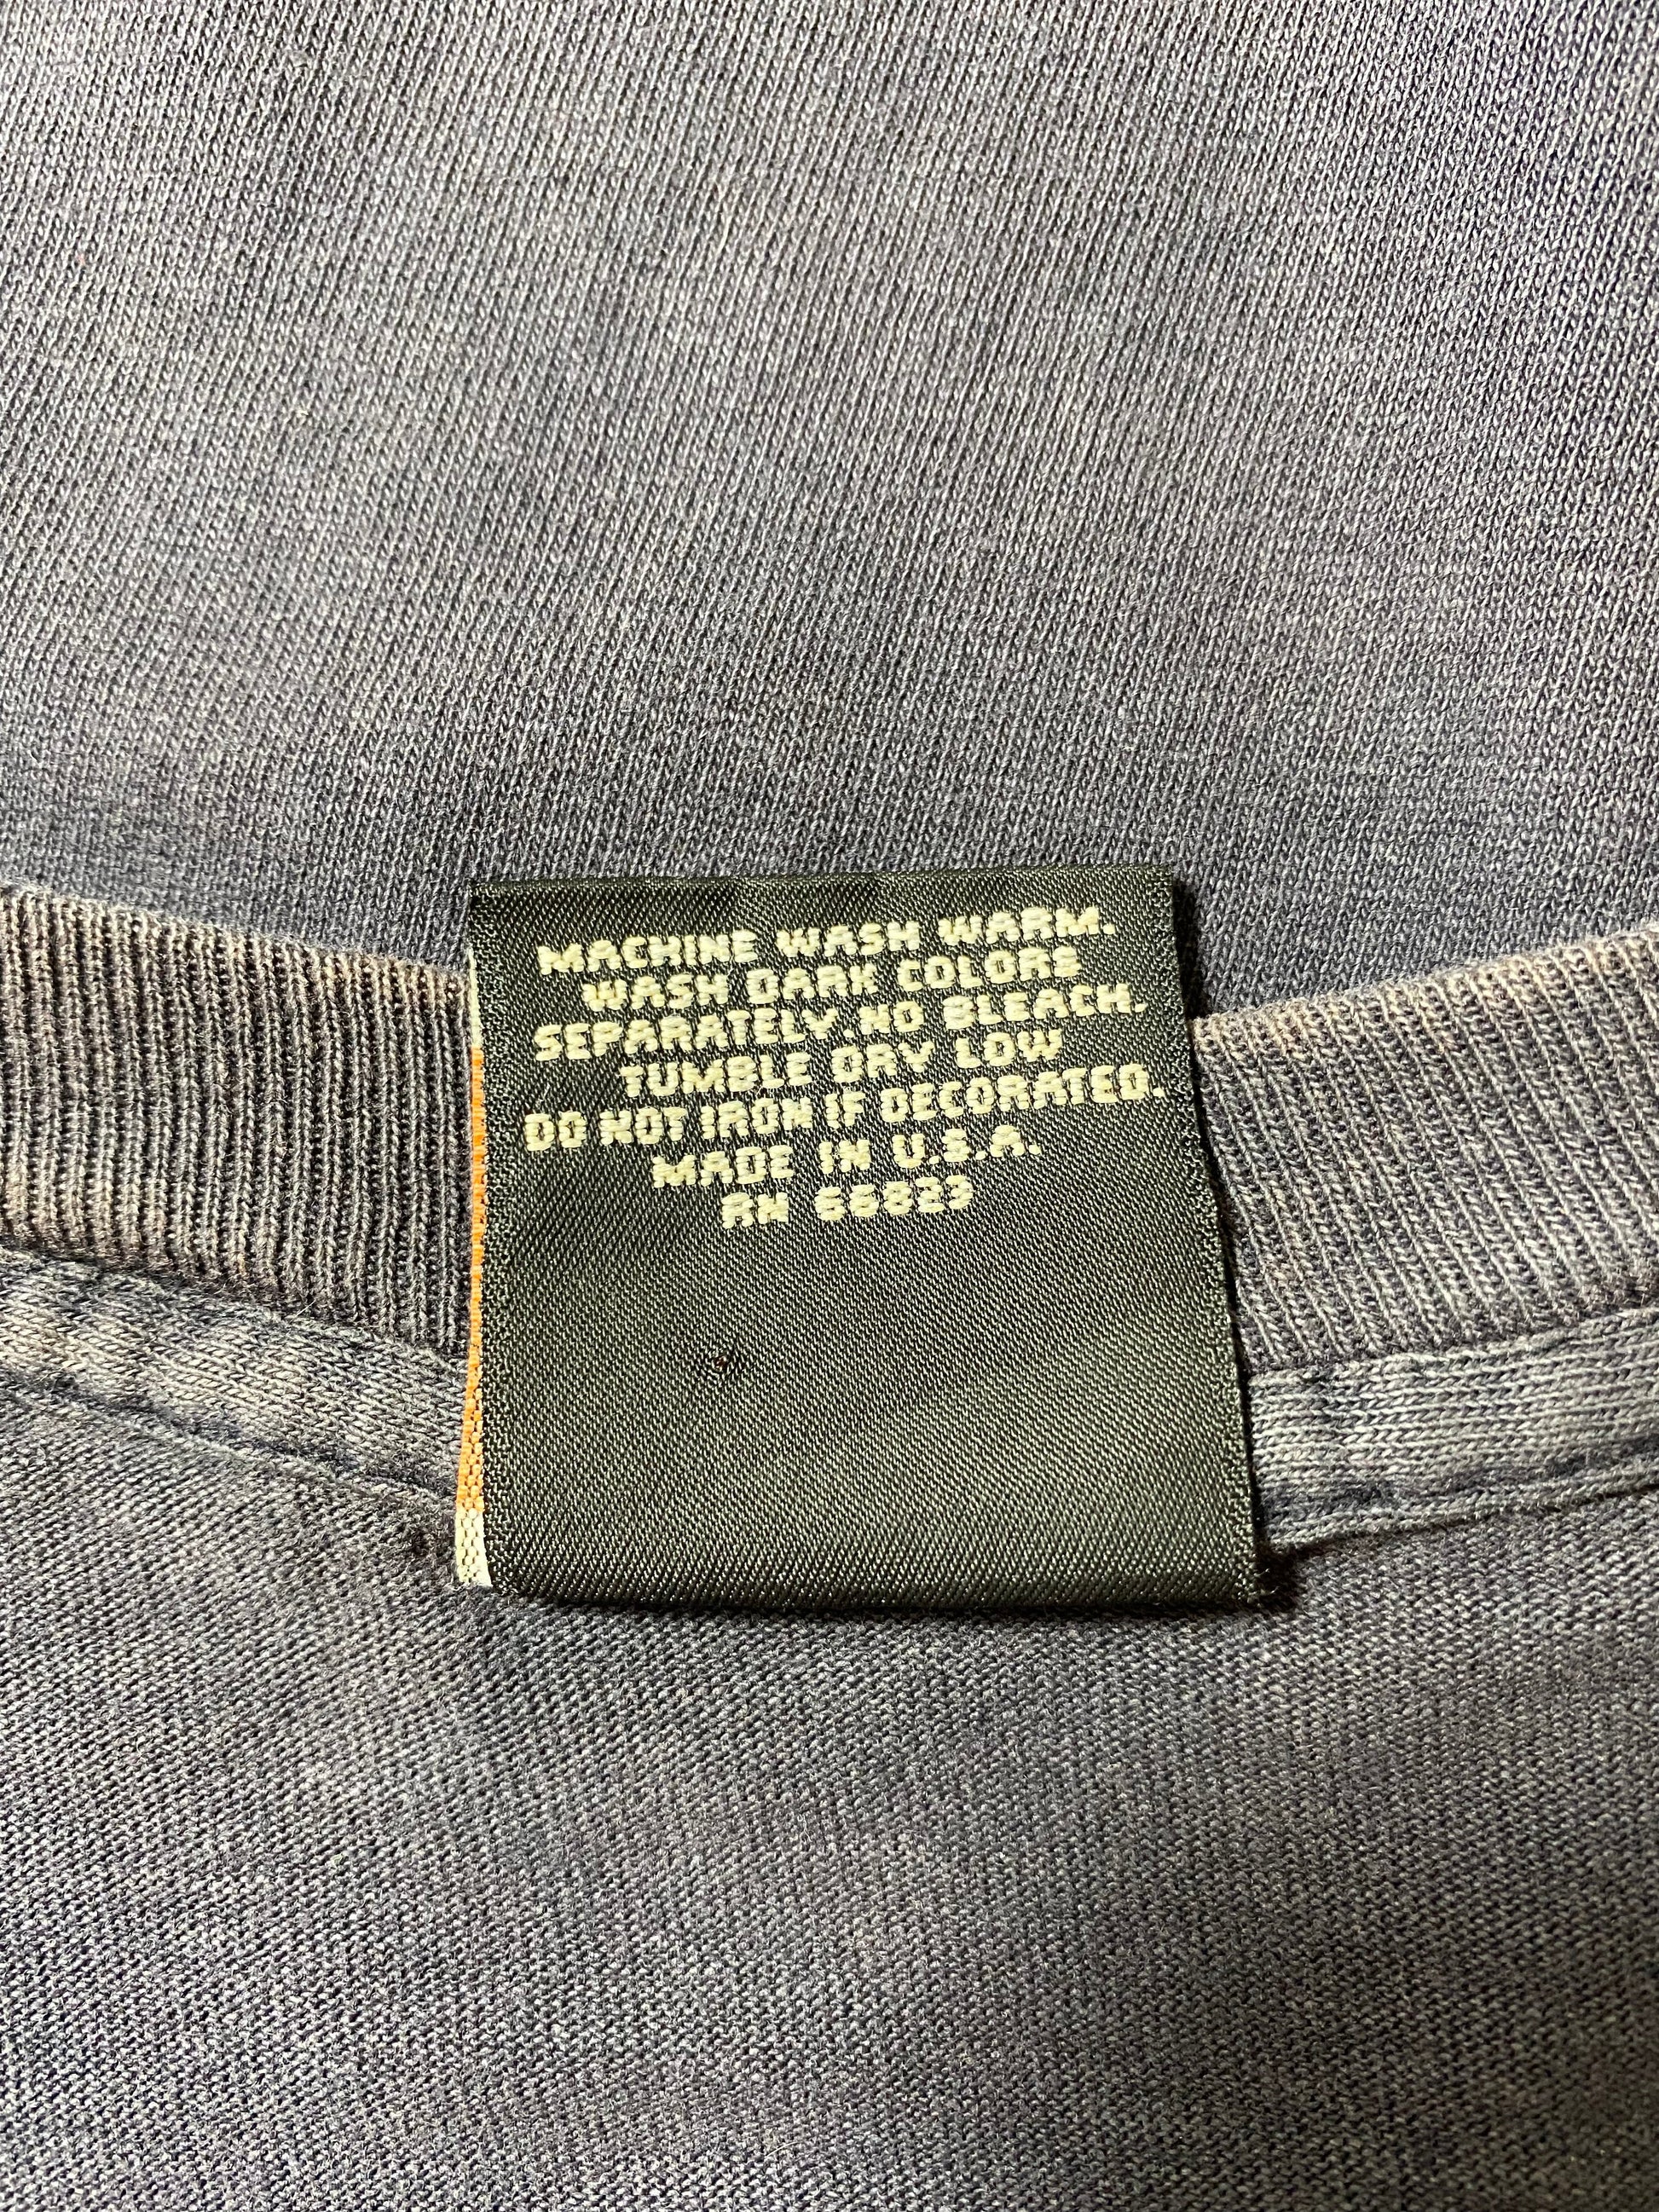 MACHINE WASH WARM.
WASH DARK COLORS
SEPARATELY.NO BLEACH.
TUMBLE DRY LOW
DO NOT IRON IF DECORATED.
MADE IN U.S.A.
RN 66823